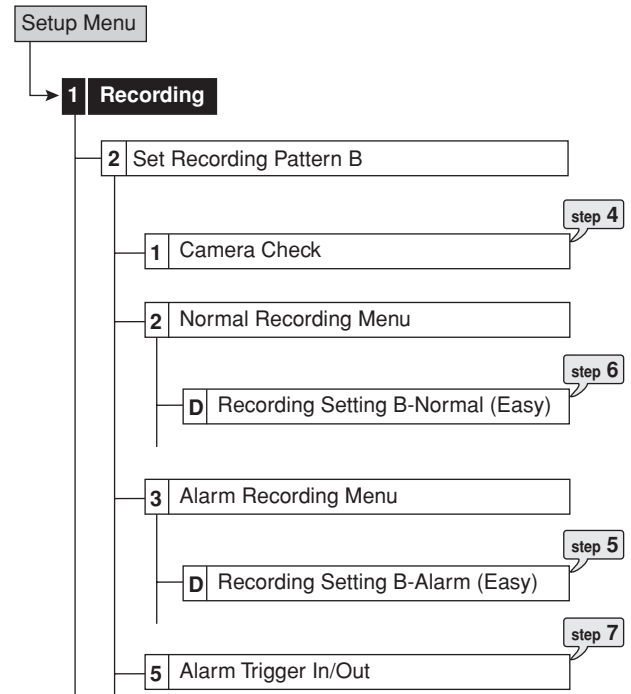 Setup Menu
1 Recording
2 Set Recording Pattern B
step 4
1 Camera Check
2 Normal Recording Menu
step 6
D Recording Setting B-Normal (Easy)
3 Alarm Recording Menu
step 5
D Recording Setting B-Alarm (Easy)
step 7
5 Alarm Trigger In/Out